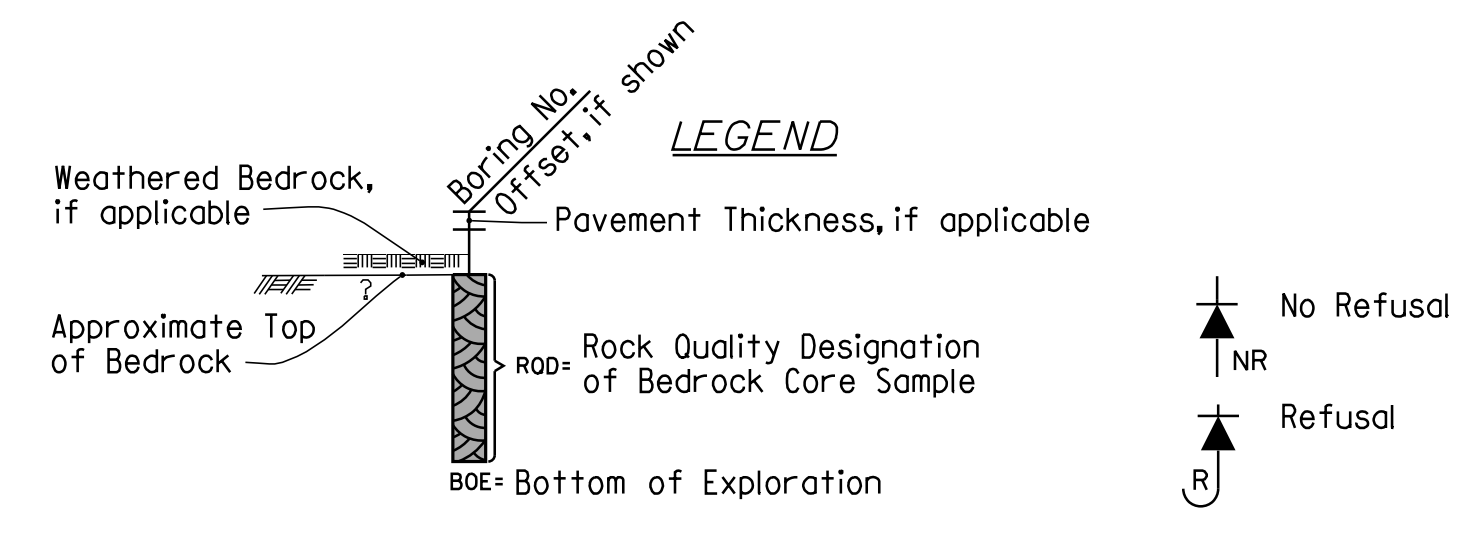 Boring No.
Offset, if shown
LEGEND
Weathered Bedrock,
if applicable
Pavement Thickness, if applicable
?
Approximate Top
of Bedrock
RQD= Rock Quality Designation
of Bedrock Core Sample
BOE= Bottom of Exploration
No Refusal
NR
Refusal
R